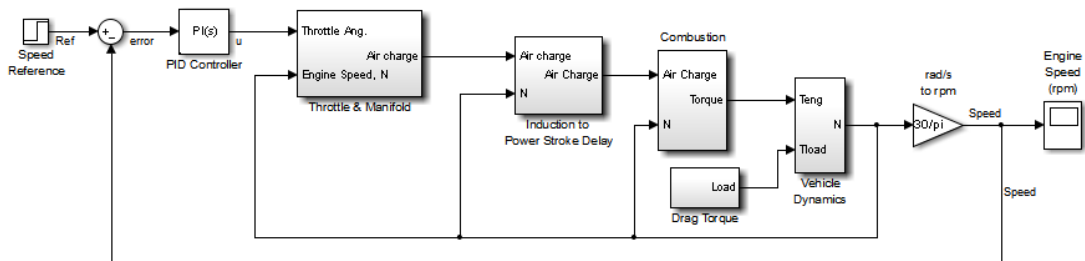 Speed
Reference
Ref
+
−
error
PI(s)
PID Controller
u
Throttle Ang.
Air charge
Engine Speed, N
Throttle & Manifold
Air charge
Air Charge
N
Induction to
Power Stroke Delay
Combustion
Air Charge
Torque
N
Load
Drag Torque
Teng
N
Tload
Vehicle
Dynamics
rad/s
to rpm
30/pi
Speed
Engine
Speed
(rpm)
Speed